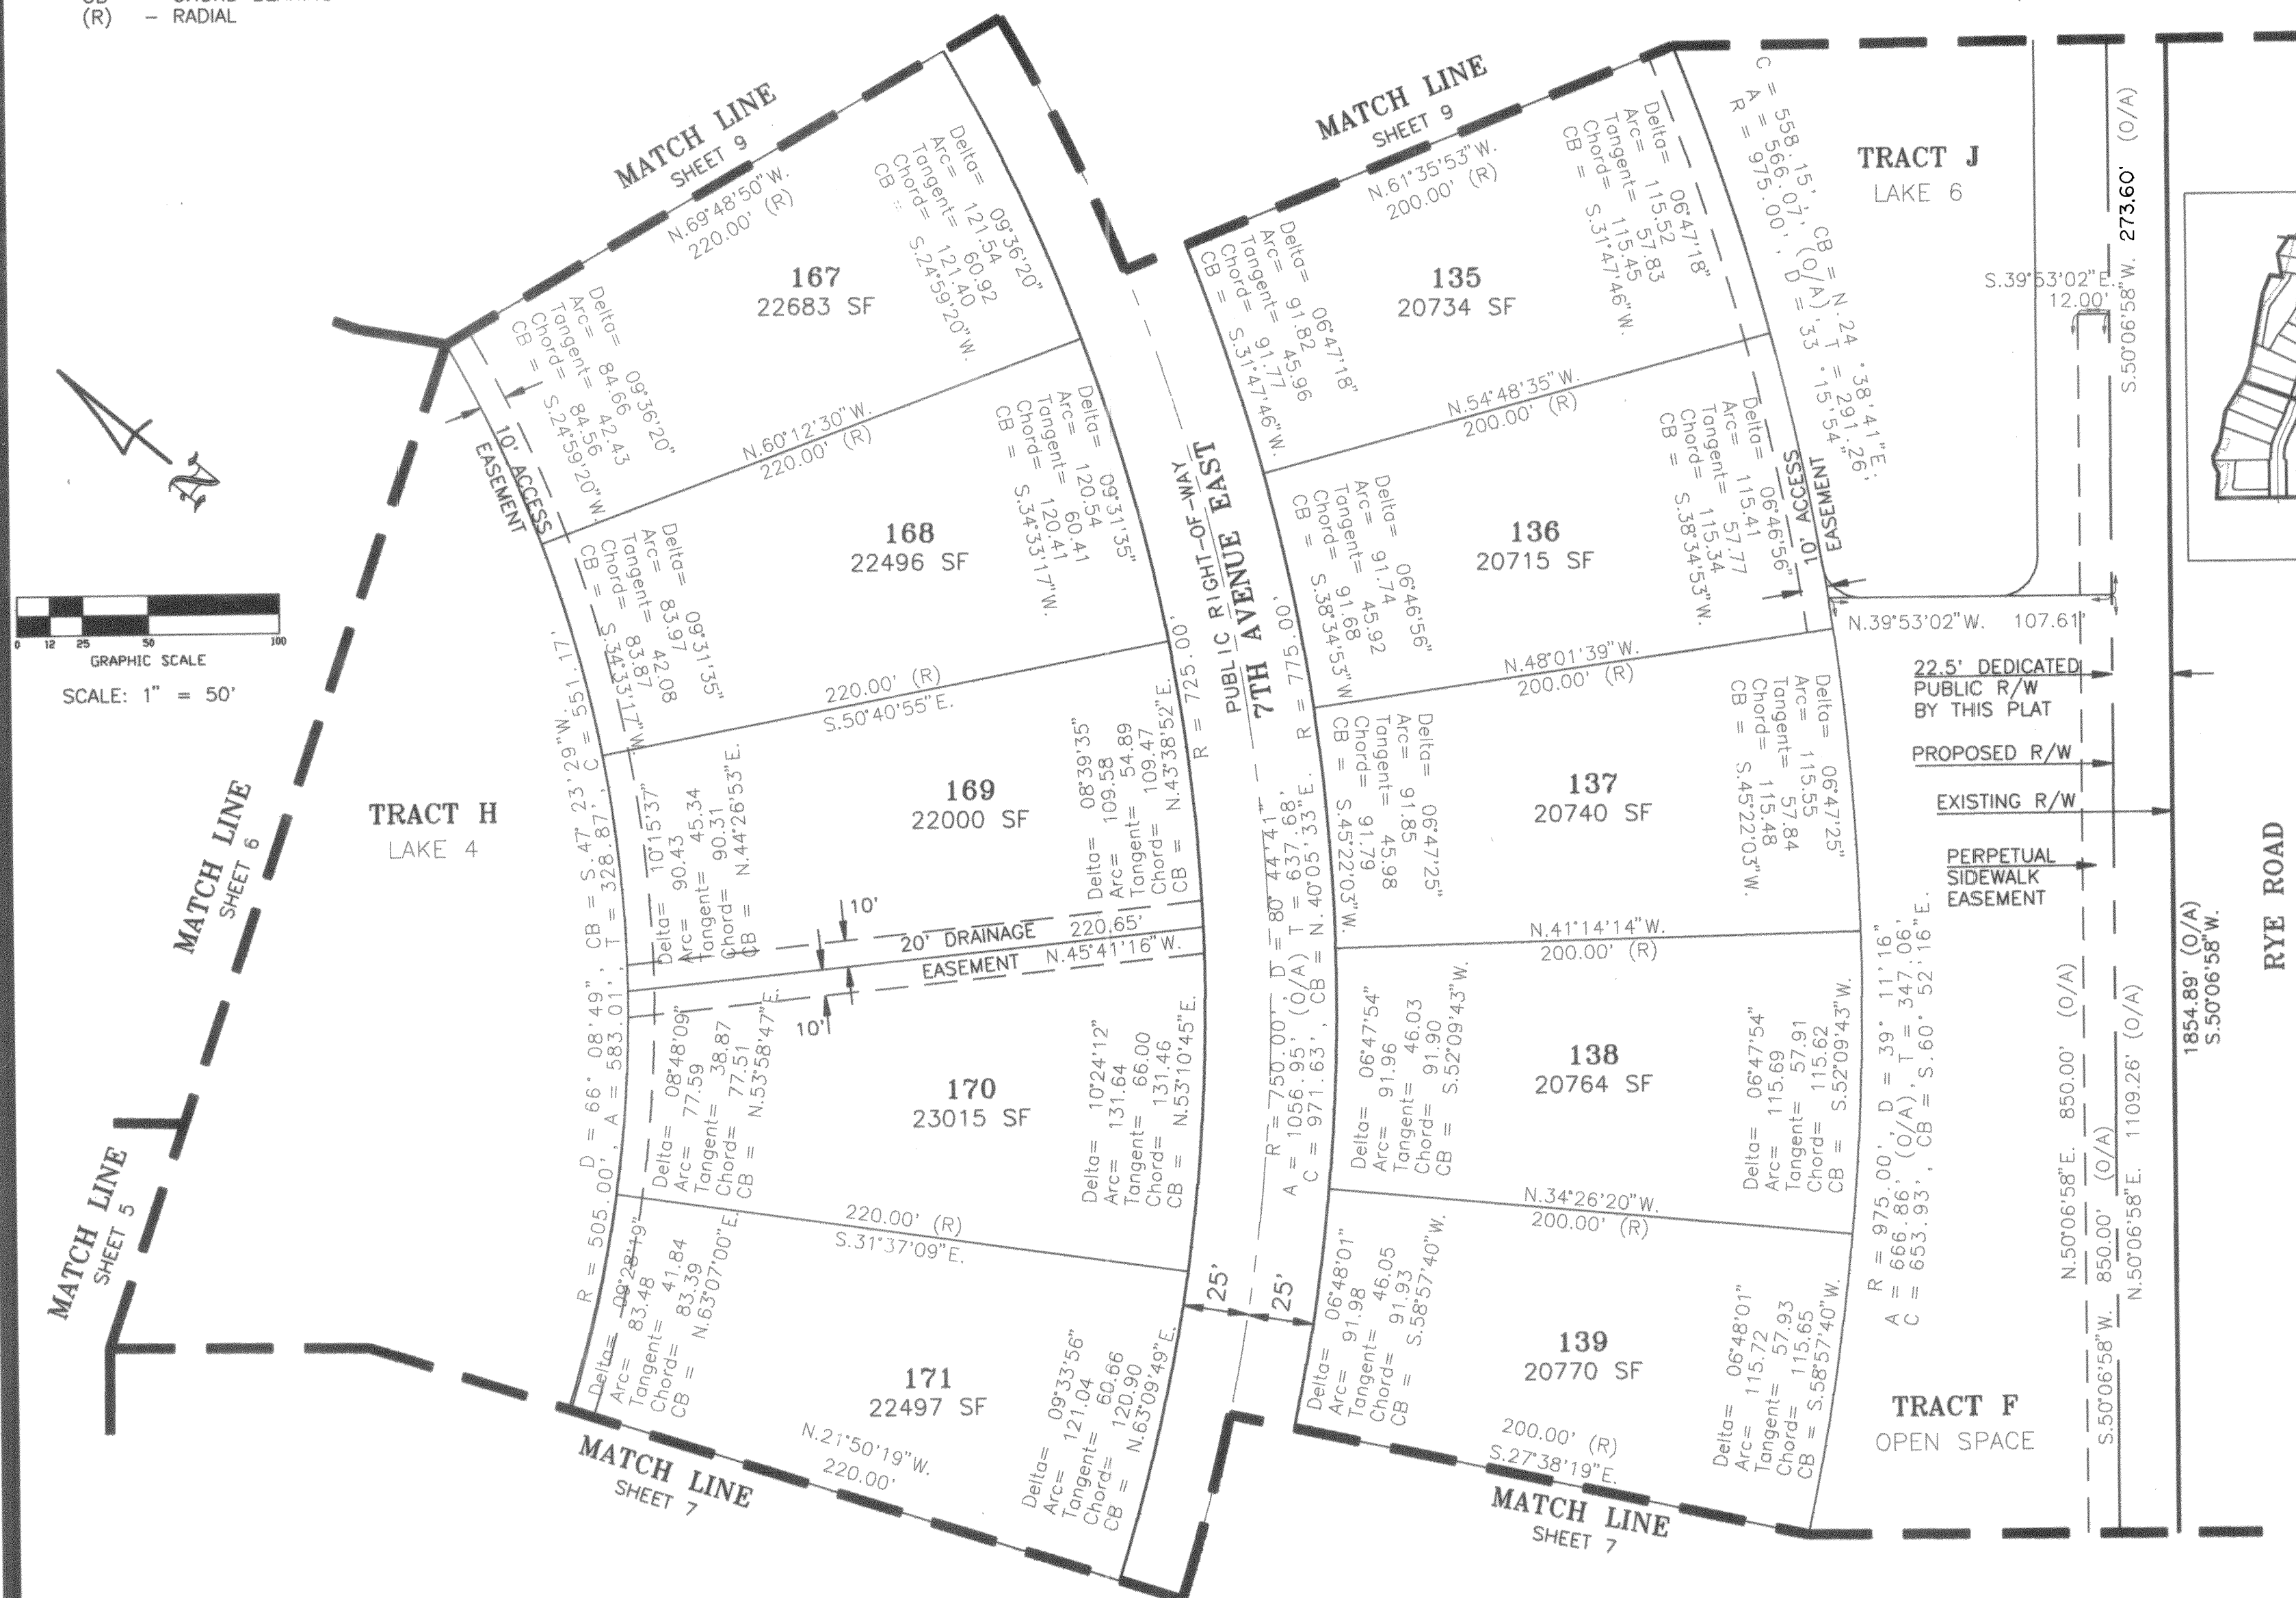 (R) - RADIAL
MATCH LINE
SHEET 9
N.69°48'50"W.
220.00' (R)
Delta= 09°36'20"
Arc= 121.54
Tangent= 60.92
Chord= 121.40
CB = S.24°59'20"W.
167
22683 SF
Delta= 09°36'20"
Arc= 84.66
Tangent= 42.43
Chord= 84.56
CB = S.24°59'20"W.
10' ACCESS
EASEMENT
N.60°12'30"W.
220.00' (R)
Delta= 09°31'35"
Arc= 120.54
Tangent= 60.41
Chord= 120.41
CB = S.34°33'17"W.
168
22496 SF
Delta= 09°31'35"
Arc= 83.97
Tangent= 42.08
Chord= 83.87
CB = S.34°33'17"W.
220.00' (R)
S.50°40'55"E.
Delta= 08°39'35"
Arc= 109.58
Tangent= 54.89
Chord= 109.47
CB = N.43°38'52"E.
169
22000 SF
Delta= 10°15'37"
Arc= 90.43
Tangent= 45.34
Chord= 90.31
CB = N.44°26'53"E.
10'
20' DRAINAGE 220.65'
EASEMENT N.45°41'16"W.
10'
Delta= 08°48'09"
Arc= 77.59
Tangent= 38.87
Chord= 77.51
CB = N.53°58'47"E.
170
23015 SF
Delta= 10°24'12"
Arc= 131.64
Tangent= 66.00
Chord= 131.46
CB = N.53°10'45"E.
220.00' (R)
S.31°37'09"E.
Delta= 09°28'19"
Arc= 83.48
Tangent= 41.84
Chord= 83.39
CB = N.63°07'00"E.
171
22497 SF
Delta= 09°33'56"
Arc= 121.04
Tangent= 60.66
Chord= 120.90
CB = N.63°09'49"E.
N.21°50'19"W.
220.00'
MATCH LINE
SHEET 7
N
0 12 25 50 100
GRAPHIC SCALE
SCALE: 1" = 50'
TRACT H
LAKE 4
MATCH LINE
SHEET 6
MATCH LINE
SHEET 5
R = 505.00', A = 583.01', T = 328.87', C = 551.17',
D = 66° 08'49", CB = S.47°23'29"W.
R = 725.00'
PUBLIC RIGHT-OF-WAY
7TH AVENUE EAST
R = 775.00'
R = 750.00', D = 80° 44'41"
A = 1056.95' (O/A) T = 637.68'
C = 971.63', CB = N.40°05'33"E.
25'
25'
MATCH LINE
SHEET 9
N.61°35'53"W.
200.00' (R)
Delta= 06°47'18"
Arc= 115.52
Tangent= 57.83
Chord= 115.45
CB = S.31°47'46"W.
135
20734 SF
Delta= 06°47'18"
Arc= 91.82
Tangent= 45.96
Chord= 91.77
CB = S.31°47'46"W.
N.54°48'35"W.
200.00' (R)
Delta= 06°46'56"
Arc= 115.41
Tangent= 57.77
Chord= 115.34
CB = S.38°34'53"W.
136
20715 SF
Delta= 06°46'56"
Arc= 91.74
Tangent= 45.92
Chord= 91.68
CB = S.38°34'53"W
10' ACCESS
EASEMENT
N.48°01'39"W.
200.00' (R)
Delta= 06°47'25"
Arc= 91.85
Tangent= 45.98
Chord= 91.79
CB = S.45°22'03"W.
137
20740 SF
Delta= 06°47'25"
Arc= 115.55
Tangent= 57.84
Chord= 115.48
CB = S.45°22'03"W.
N.41°14'14"W.
200.00' (R)
Delta= 06°47'54"
Arc= 91.96
Tangent= 46.03
Chord= 91.90
CB = S.52°09'43"W.
138
20764 SF
Delta= 06°47'54"
Arc= 115.69
Tangent= 57.91
Chord= 115.62
CB = S.52°09'43"W.
N.34°26'20"W.
200.00' (R)
Delta= 06°48'01"
Arc= 91.98
Tangent= 46.05
Chord= 91.93
CB = S.58°57'40"W.
139
20770 SF
Delta= 06°48'01"
Arc= 115.72
Tangent= 57.93
Chord= 115.65
CB = S.58°57'40"W.
200.00' (R)
S.27°38'19"E.
MATCH LINE
SHEET 7
C = 558.15', CB = N.24°38'41"E.
A = 566.07' (O/A) T = 291.26'
R = 975.00', D = 33°15'54"
TRACT J
LAKE 6
S.39°53'02"E.
12.00'
S.50°06'58"W. 273.60' (O/A)
N.39°53'02"W. 107.61'
22.5' DEDICATED
PUBLIC R/W
BY THIS PLAT
PROPOSED R/W
EXISTING R/W
PERPETUAL
SIDEWALK
EASEMENT
RYE ROAD
1854.89' (O/A)
S.50°06'58"W.
R = 975.00', D = 39° 11'16"
A = 666.86' (O/A), T = 347.06'
C = 653.93', CB = S.60° 52'16"E.
N.50°06'58"E. 850.00' (O/A)
S.50°06'58"W. 850.00' (O/A)
N.50°06'58"E. 1109.26' (O/A)
TRACT F
OPEN SPACE